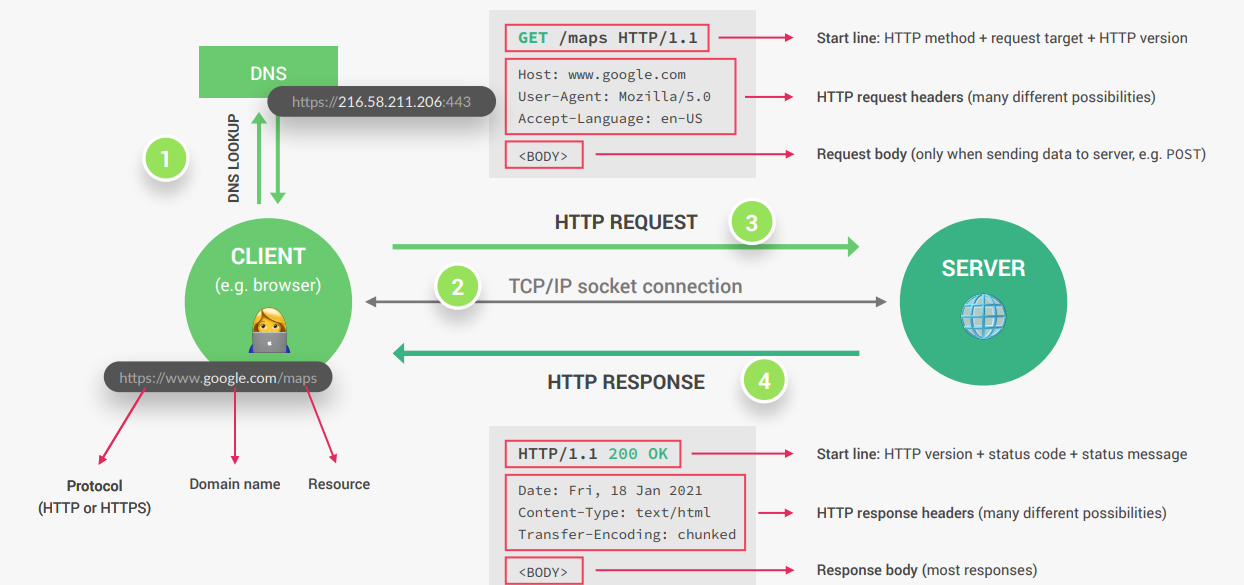 DNS
https://216.58.211.206:443
DNS LOOKUP
1
CLIENT
(e.g. browser)
https://www.google.com/maps
Protocol
(HTTP or HTTPS)
Domain name
Resource
GET /maps HTTP/1.1
Start line: HTTP method + request target + HTTP version
Host: www.google.com
User-Agent: Mozilla/5.0
Accept-Language: en-US
HTTP request headers (many different possibilities)
<BODY>
Request body (only when sending data to server, e.g. POST)
HTTP REQUEST
3
2
TCP/IP socket connection
HTTP RESPONSE
4
SERVER
HTTP/1.1 200 OK
Start line: HTTP version + status code + status message
Date: Fri, 18 Jan 2021
Content-Type: text/html
Transfer-Encoding: chunked
HTTP response headers (many different possibilities)
<BODY>
Response body (most responses)